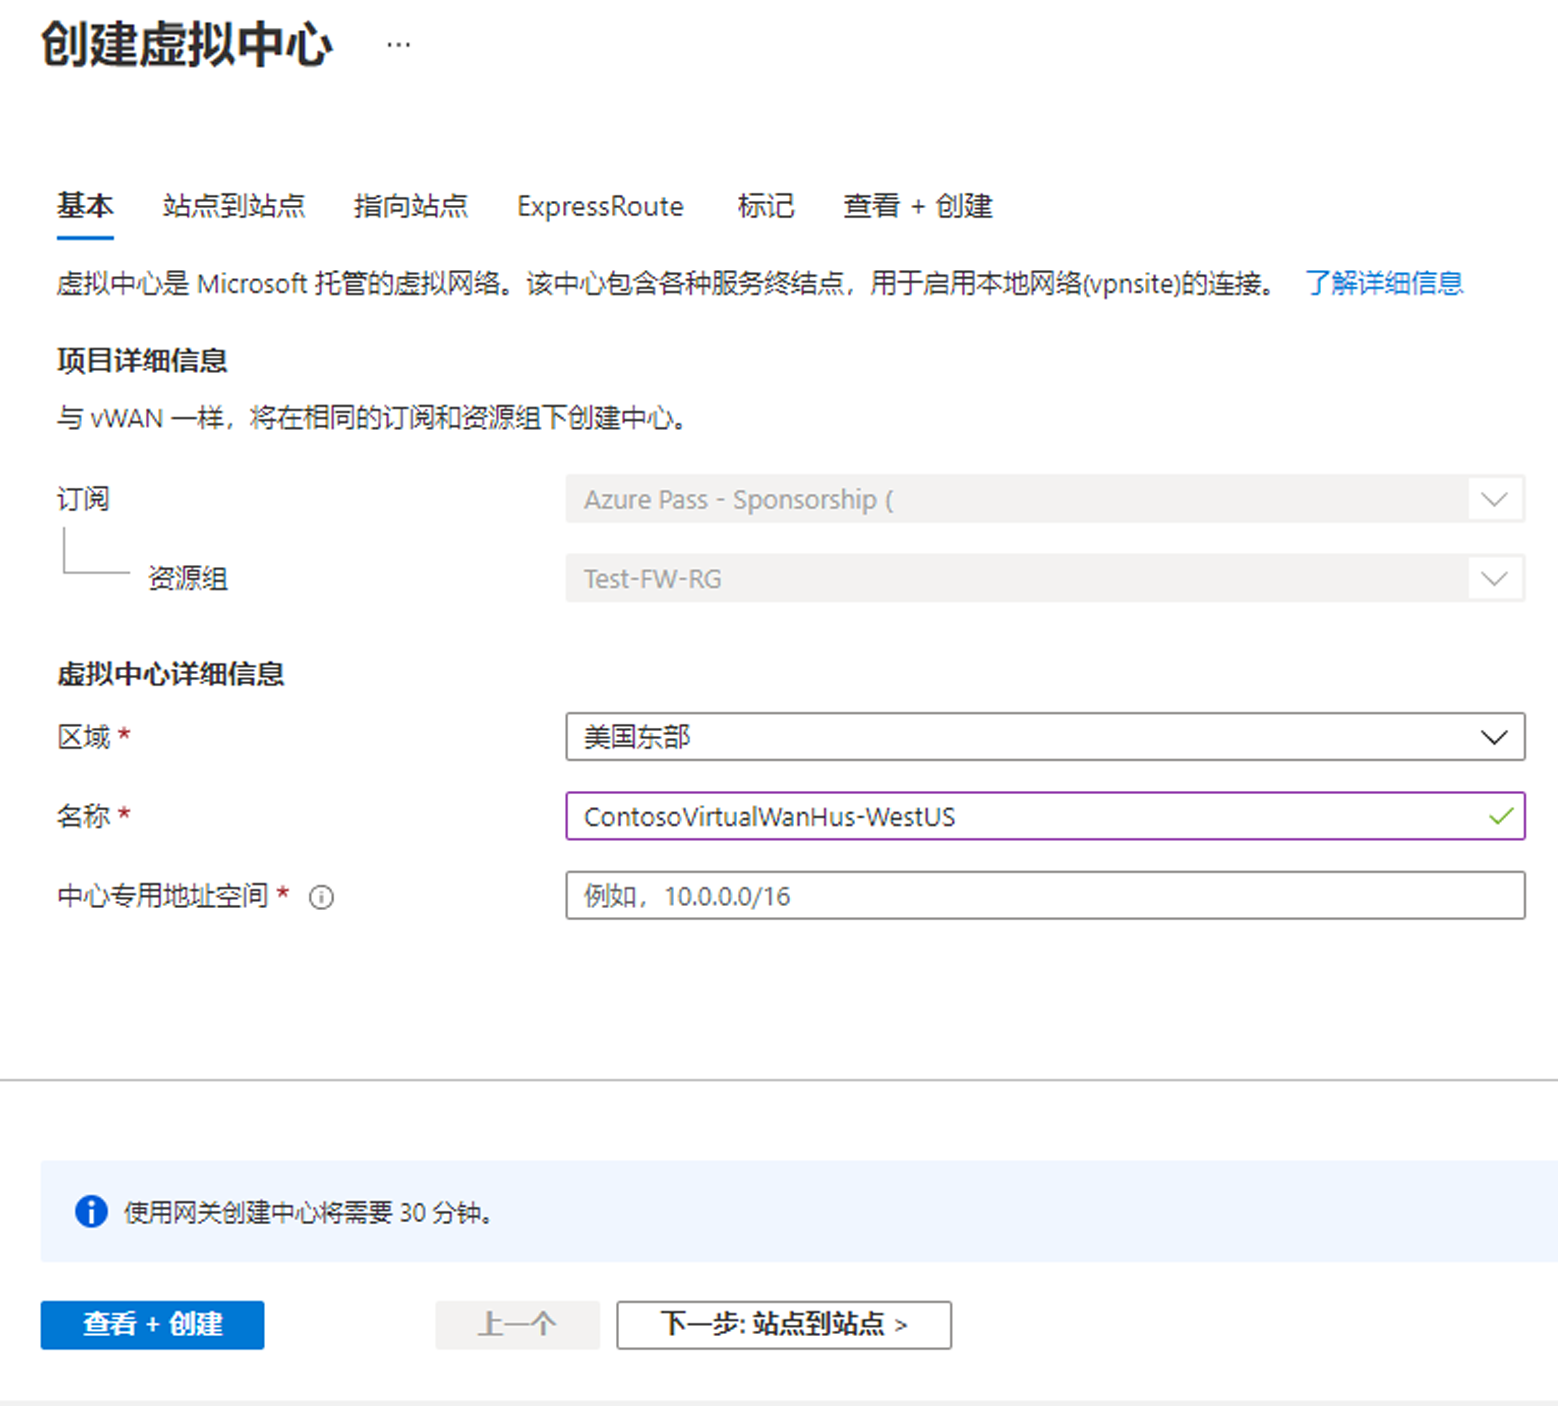 创建虚拟中心 ...
基本 站点到站点 指向站点 ExpressRoute 标记 查看 + 创建
虚拟中心是 Microsoft 托管的虚拟网络。该中心包含各种服务终结点，用于启用本地网络(vpnsite)的连接。 了解详细信息
项目详细信息
与 vWAN 一样，将在相同的订阅和资源组下创建中心。
订阅 Azure Pass - Sponsorship (
资源组 Test-FW-RG
虚拟中心详细信息
区域 * 美国东部
名称 * ContosoVirtualWanHus-WestUS
中心专用地址空间 * 例如，10.0.0.0/16
使用网关创建中心将需要 30 分钟。
查看 + 创建 上一个 下一步: 站点到站点 >